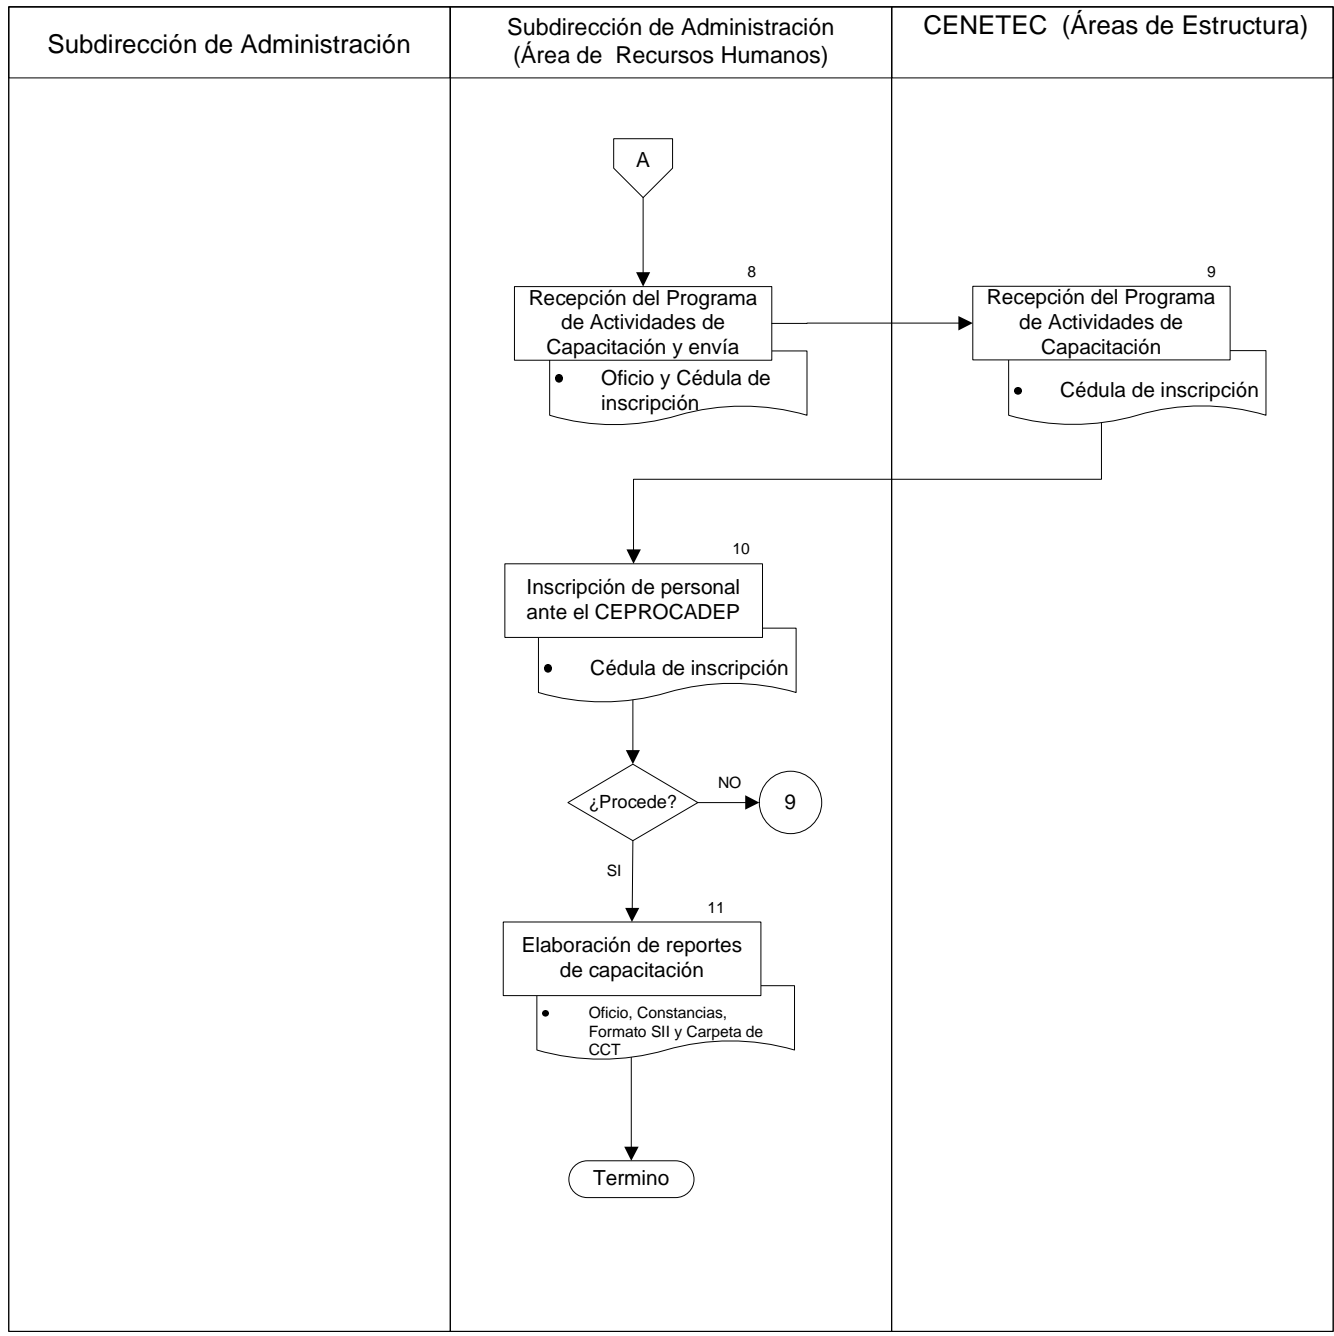 Subdirección de Administración
Subdirección de Administración
(Área de Recursos Humanos)
CENETEC (Áreas de Estructura)
A
8
Recepción del Programa
de Actividades de
Capacitación y envía
• Oficio y Cédula de
inscripción
9
Recepción del Programa
de Actividades de
Capacitación
• Cédula de inscripción
10
Inscripción de personal
ante el CEPROCADEP
• Cédula de inscripción
¿Procede?
NO
9
SI
11
Elaboración de reportes
de capacitación
• Oficio, Constancias,
Formato SII y Carpeta de
CCT
Termino